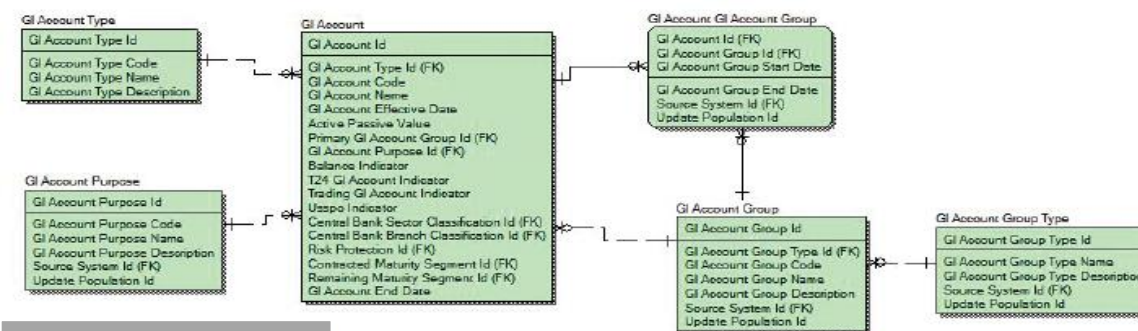 Gl Account Type
Gl Account Type Id
Gl Account Type Code
Gl Account Type Name
Gl Account Type Description
Gl Account
Gl Account Id
Gl Account Type Id (FK)
Gl Account Code
Gl Account Name
Gl Account Effective Date
Active Passive Value
Primary Gl Account Group Id (FK)
Gl Account Purpose Id (FK)
Balance Indicator
T24 Gl Account Indicator
Trading Gl Account Indicator
Usspo Indicator
Central Bank Sector Classification Id (FK)
Central Bank Branch Classification Id (FK)
Risk Protection Id (FK)
Contracted Maturity Segment Id (FK)
Remaining Maturity Segment Id (FK)
Gl Account End Date
Gl Account Gl Account Group
Gl Account Id (FK)
Gl Account Group Id (FK)
Gl Account Group Start Date
Gl Account Group End Date
Source System Id (FK)
Update Population Id
Gl Account Purpose
Gl Account Purpose Id
Gl Account Purpose Code
Gl Account Purpose Name
Gl Account Purpose Description
Source System Id (FK)
Update Population Id
Gl Account Group
Gl Account Group Id
Gl Account Group Type Id (FK)
Gl Account Group Code
Gl Account Group Name
Gl Account Group Description
Source System Id (FK)
Update Population Id
Gl Account Group Type
Gl Account Group Type Id
Gl Account Group Type Name
Gl Account Group Type Descriptio
Source System Id (FK)
Update Population Id